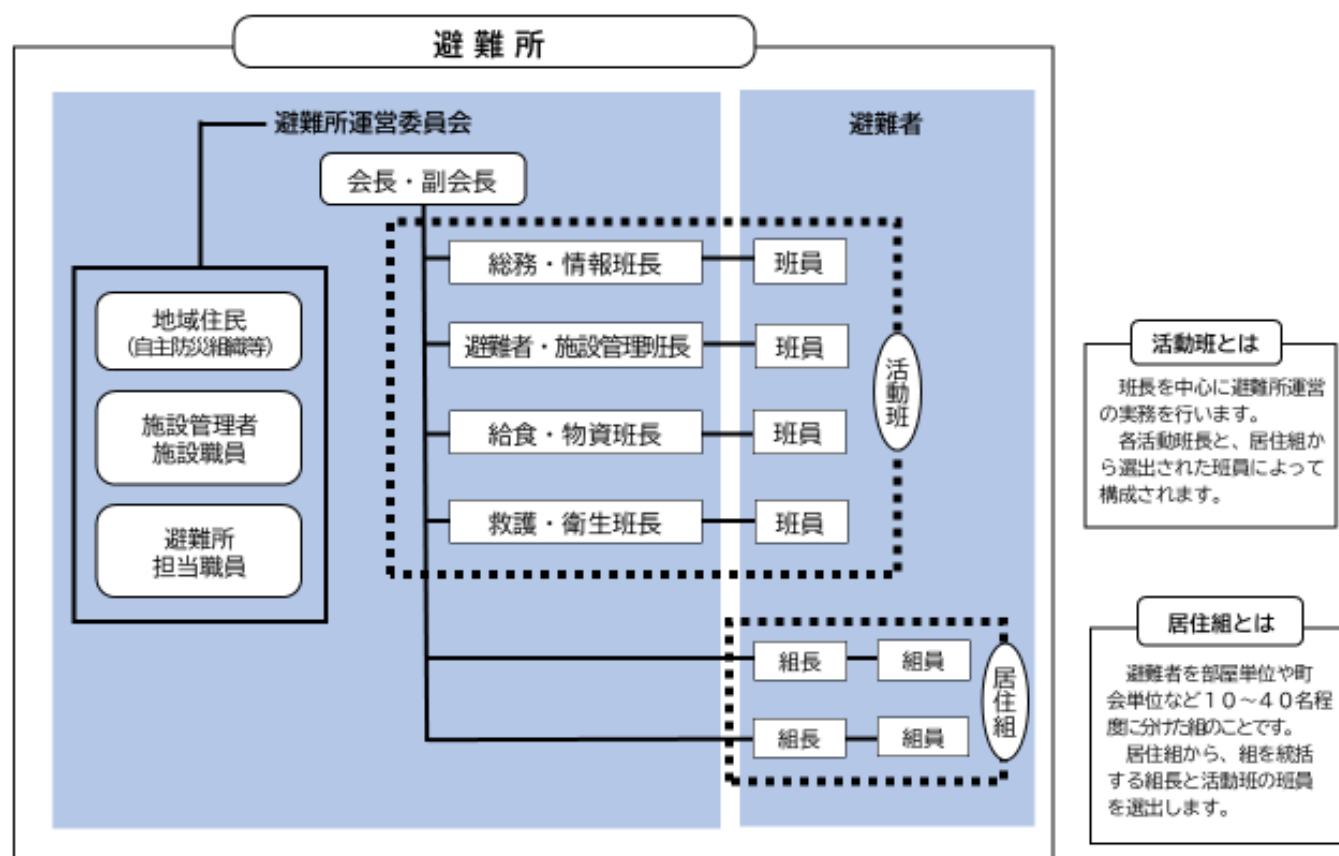 避難所
避難所運営委員会
避難者
会長・副会長
総務・情報班長
班員
避難者・施設管理班長
班員
給食・物資班長
班員
救護・衛生班長
班員
活動班
地域住民
(自主防災組織等)
施設管理者
施設職員
避難所
担当職員
組長
組員
組長
組員
居住組
活動班とは
班長を中心に避難所運営
の実務を行います。
各活動班長と、居住組か
ら選出された班員によって
構成されます。
居住組とは
避難者を部屋単位や町
会単位など10～40名程
度に分けた組のことです。
居住組から、組を統括
する組長と活動班の班員
を選出します。